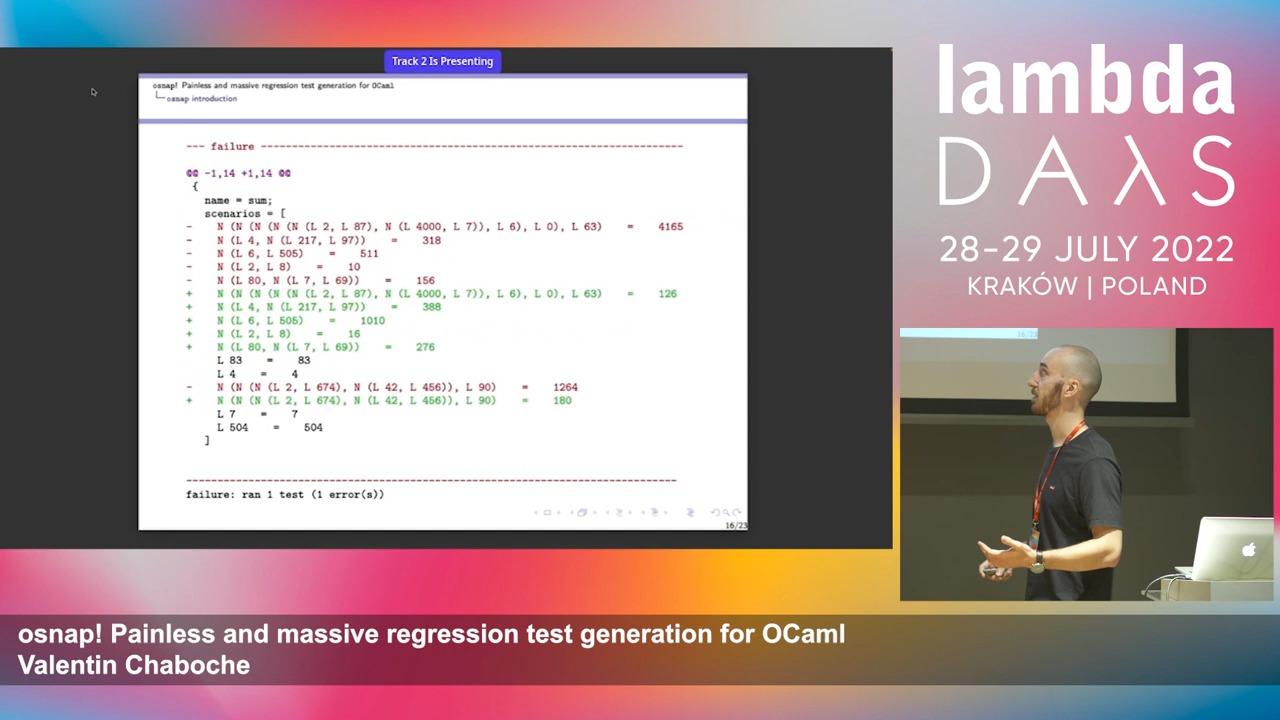 Track 2 Is Presenting
osnap! Painless and massive regression test generation for OCaml
osnap introduction
--- failure --------------------------------------------------------------
@@ -1,14 +1,14 @@
{
name = sum;
scenarios = [
- N (N (N (N (N (L 2, L 87), N (L 4000, L 7)), L 6), L 0), L 63) = 4165
- N (L 4, N (L 217, L 97)) = 318
- N (L 6, L 505) = 511
- N (L 2, L 8) = 10
- N (L 80, N (L 7, L 69)) = 156
+ N (N (N (N (N (L 2, L 87), N (L 4000, L 7)), L 6), L 0), L 63) = 126
+ N (L 4, N (L 217, L 97)) = 388
+ N (L 6, L 505) = 1010
+ N (L 2, L 8) = 16
+ N (L 80, N (L 7, L 69)) = 276
L 83 = 83
L 4 = 4
- N (N (N (L 2, L 674), N (L 42, L 456)), L 90) = 1264
+ N (N (N (L 2, L 674), N (L 42, L 456)), L 90) = 180
L 7 = 7
L 504 = 504
]
--------------------------------------------------------------------------
failure: ran 1 test (1 error(s))
16/23
lambda
DAλS
28–29 JULY 2022
KRAKÓW | POLAND
16/23
osnap! Painless and massive regression test generation for OCaml
Valentin Chaboche